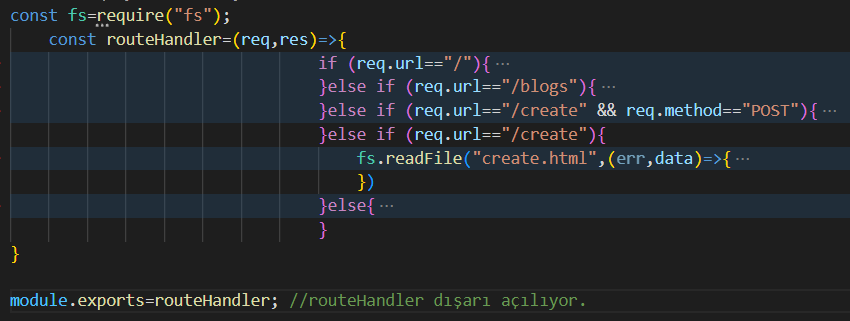 const fs=require("fs");
const routeHandler=(req,res)=>{
if (req.url=="/"){ ···
}else if (req.url=="/blogs"){ ···
}else if (req.url=="/create" && req.method=="POST"){ ···
}else if (req.url=="/create"){
fs.readFile("create.html",(err,data)=>{ ···
})
}else{ ···
}
}
module.exports=routeHandler; //routeHandler dışarı açılıyor.